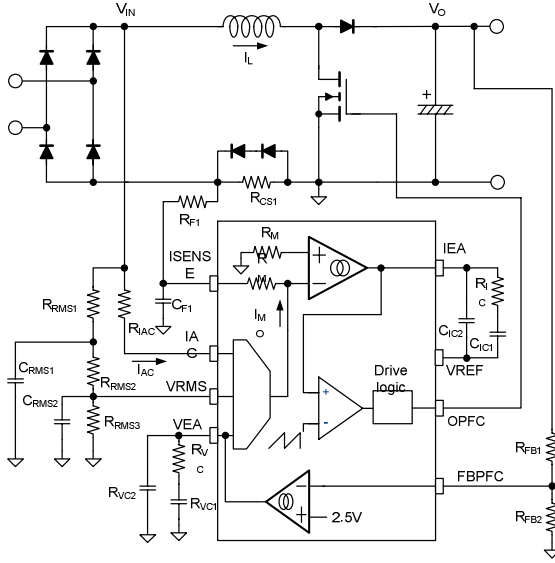 VIN
VO
IL
RCS1
RF1
ISENS
E
RM
RM
IEA
RI
C
CF1
IM
O
RRMS1
RIAC
CIC2
CIC1
IA
C
IAC
VREF
CRMS1
RRMS2
VRMS
Drive
logic
CRMS2
RRMS3
+
-
OPFC
VEA
RV
C
RFB1
FBPFC
RVC2
RVC1
2.5V
RFB2